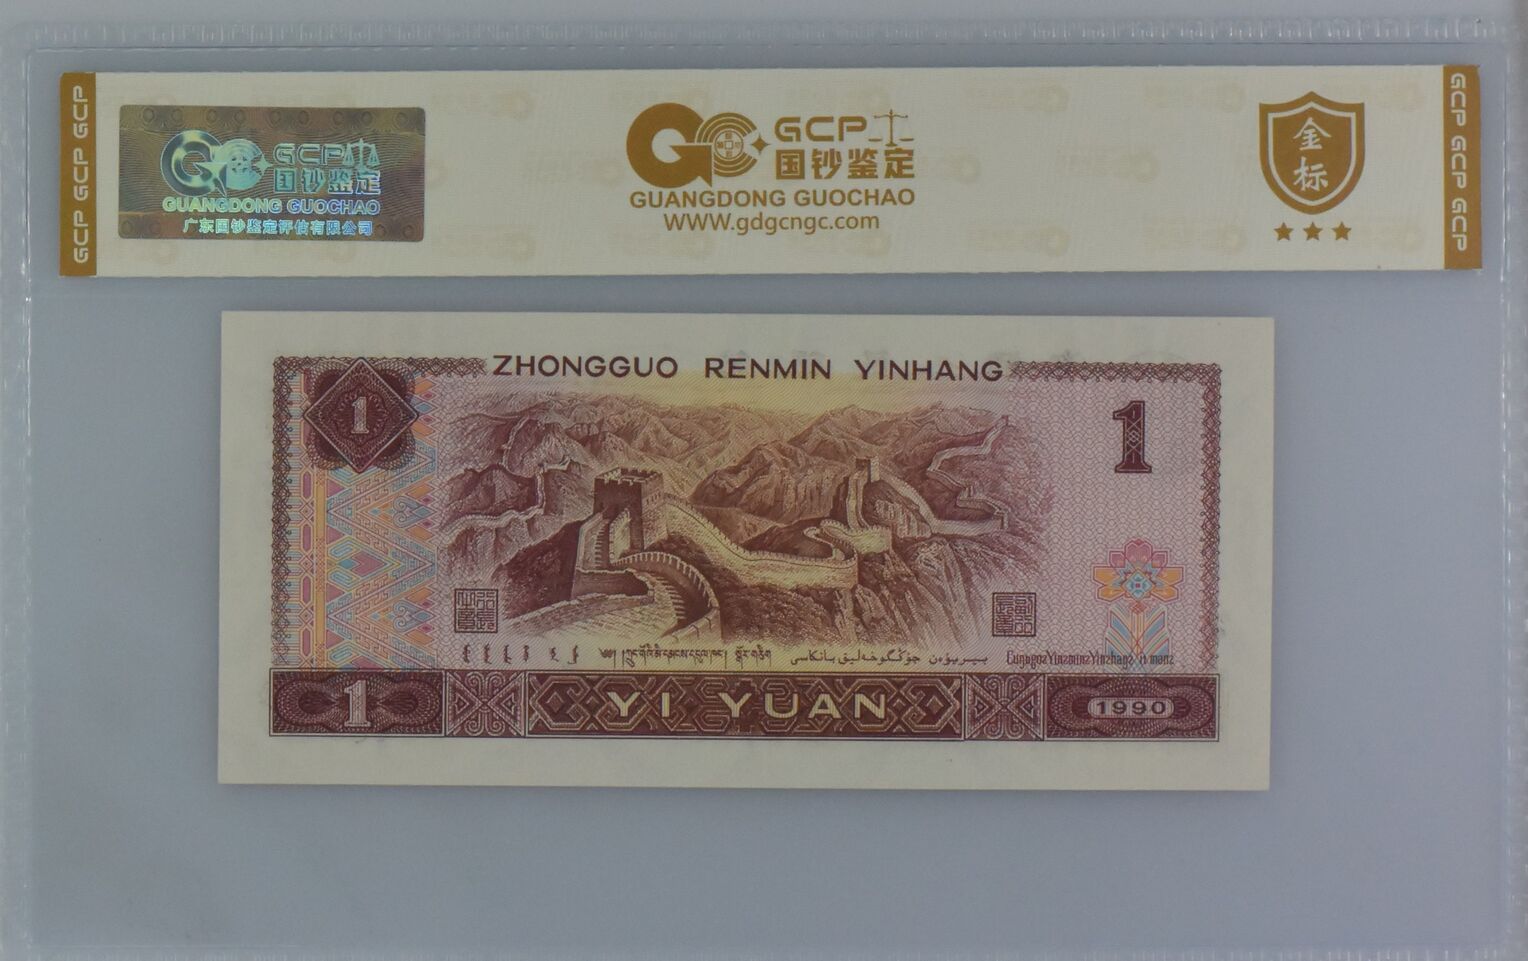 GCP GCP GCP
GCP
国钞鉴定
GUANGDONG GUOCHAO
广东国钞鉴定评估有限公司
GCP
国钞鉴定
GUANGDONG GUOCHAO
WWW.gdgcngc.com
金
标
GCP GCP GCP GCP
ZHONGGUO RENMIN YINHANG
1
1
1
YI YUAN
1990